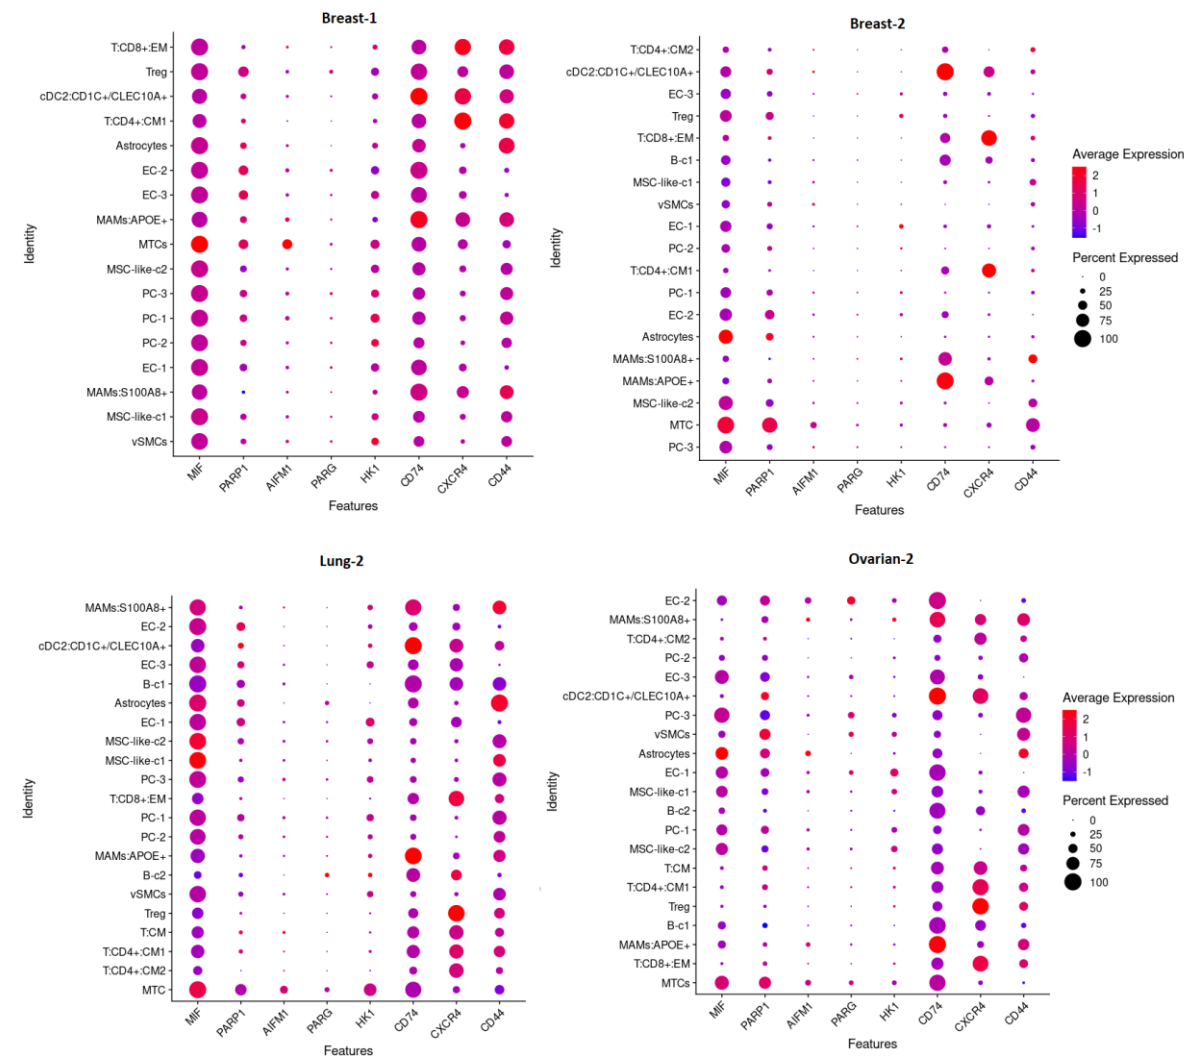 Breast-1
T:CD8+:EM
Treg
cDC2:CD1C+/CLEC10A+
T:CD4+:CM1
Astrocytes
EC-2
EC-3
MAMs:APOE+
MTCs
MSC-like-c2
PC-3
PC-1
PC-2
EC-1
MAMs:S100A8+
MSC-like-c1
vSMCs
Identity
MIF
PARP1
AIFM1
PARG
HK1
CD74
CXCR4
CD44
Features
Breast-2
T:CD4+:CM2
cDC2:CD1C+/CLEC10A+
EC-3
Treg
T:CD8+:EM
B-c1
MSC-like-c1
vSMCs
EC-1
PC-2
T:CD4+:CM1
PC-1
EC-2
Astrocytes
MAMs:S100A8+
MAMs:APOE+
MSC-like-c2
MTC
PC-3
Identity
MIF
PARP1
AIFM1
PARG
HK1
CD74
CXCR4
CD44
Features
Average Expression
2
1
0
-1
Percent Expressed
0
25
50
75
100
Lung-2
MAMs:S100A8+
EC-2
cDC2:CD1C+/CLEC10A+
EC-3
B-c1
Astrocytes
EC-1
MSC-like-c2
MSC-like-c1
PC-3
T:CD8+:EM
PC-1
PC-2
MAMs:APOE+
B-c2
vSMCs
Treg
T:CM
T:CD4+:CM1
T:CD4+:CM2
MTC
Identity
MIF
PARP1
AIFM1
PARG
HK1
CD74
CXCR4
CD44
Features
Ovarian-2
EC-2
MAMs:S100A8+
T:CD4+:CM2
PC-2
EC-3
cDC2:CD1C+/CLEC10A+
PC-3
vSMCs
Astrocytes
EC-1
MSC-like-c1
B-c2
PC-1
MSC-like-c2
T:CM
T:CD4+:CM1
Treg
B-c1
MAMs:APOE+
T:CD8+:EM
MTCs
Identity
MIF
PARP1
AIFM1
PARG
HK1
CD74
CXCR4
CD44
Features
Average Expression
2
1
0
-1
Percent Expressed
0
25
50
75
100